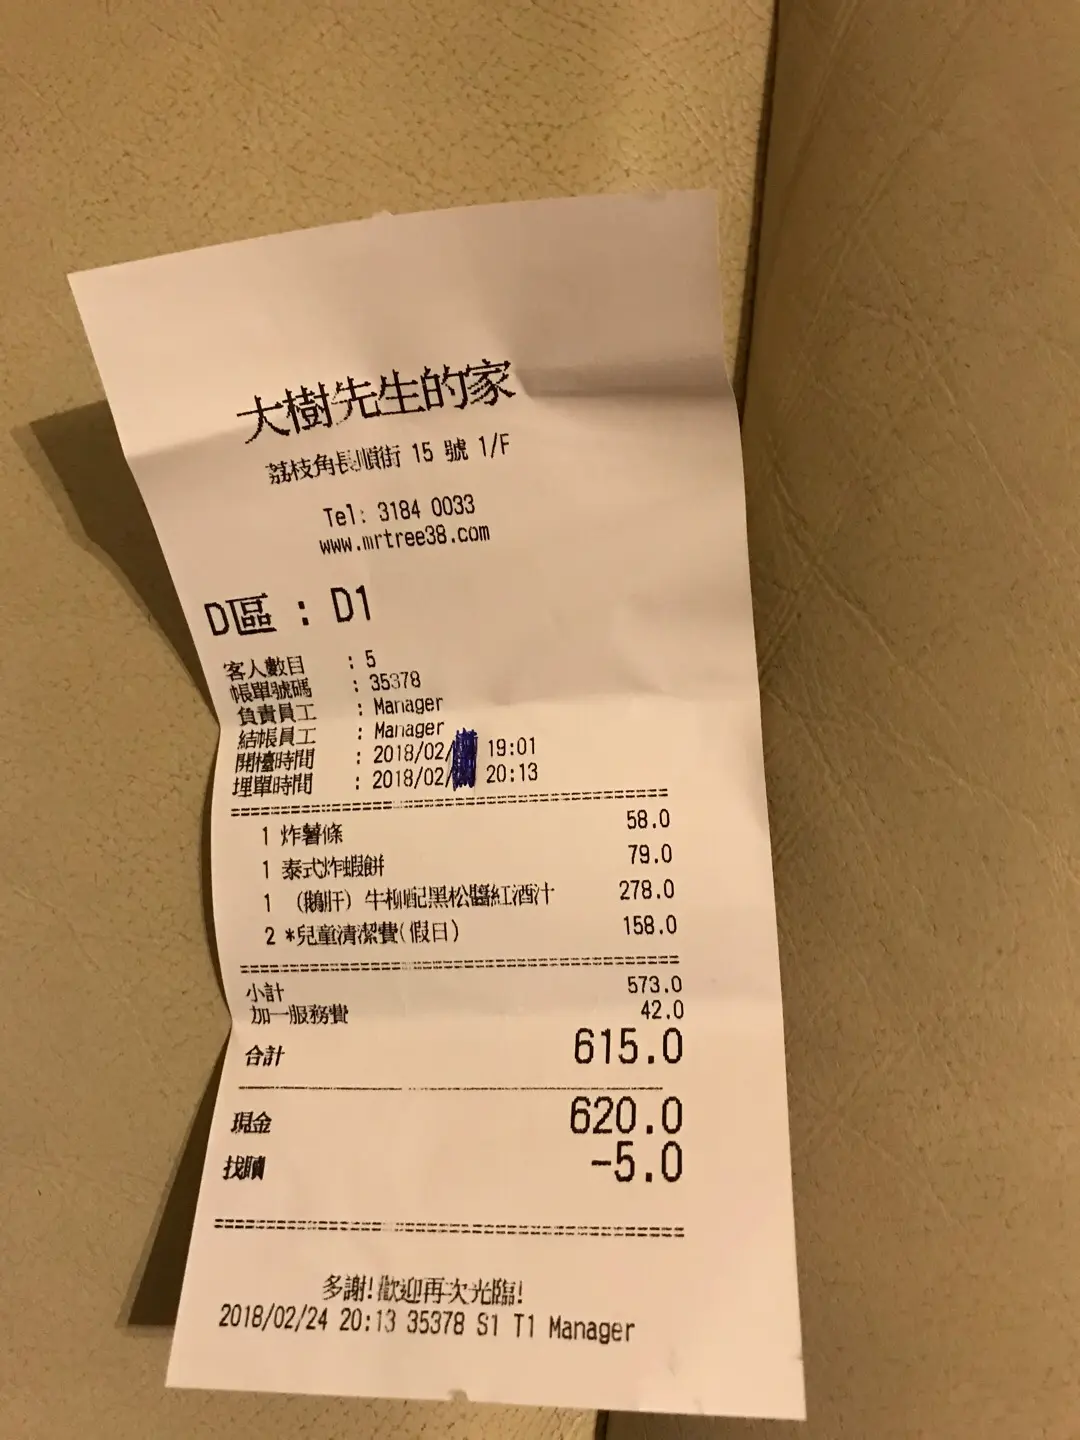 大樹先生的家
荔枝角長順街 15 號 1/F
Tel: 3184 0033
www.mrtree38.com
D區 : D1
客人數目 : 5
帳單號碼 : 35378
負責員工 : Manager
結帳員工 : Manager
開檯時間 : 2018/02/ 19:01
埋單時間 : 2018/02/ 20:13
1 炸薯條 58.0
1 泰式炸蝦餅 79.0
1 (鵝肝) 牛柳配黑松醬紅酒汁 278.0
2 *兒童清潔費(假日) 158.0
小計 573.0
加一服務費 42.0
合計 615.0
現金 620.0
找贖 -5.0
多謝!歡迎再次光臨!
2018/02/24 20:13 35378 S1 T1 Manager